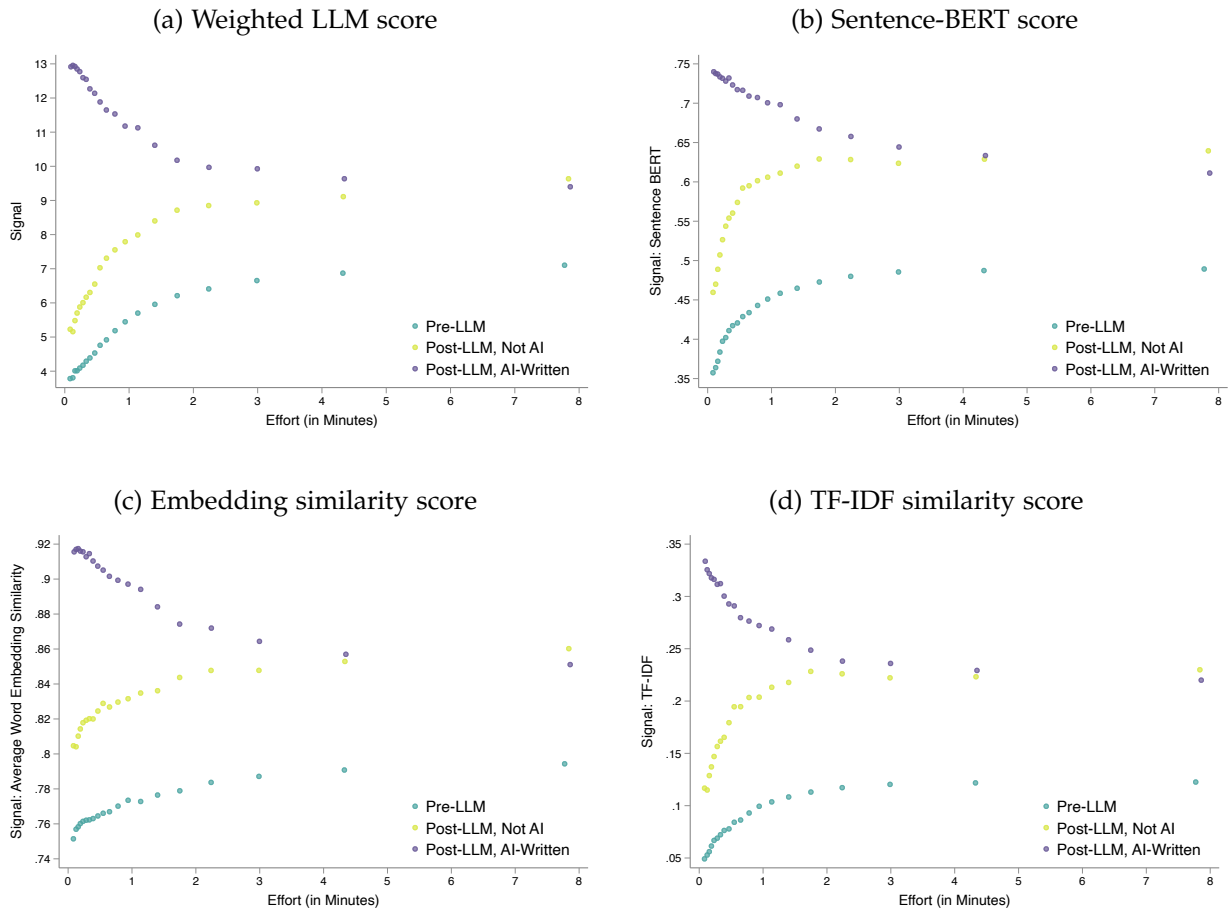 (a) Weighted LLM score
13
12
11
10
9
8
7
6
5
4
Signal
0 1 2 3 4 5 6 7 8
Effort (in Minutes)
Pre-LLM
Post-LLM, Not AI
Post-LLM, AI-Written
(b) Sentence-BERT score
.75
.7
.65
.6
.55
.5
.45
.4
.35
Signal: Sentence BERT
0 1 2 3 4 5 6 7 8
Effort (in Minutes)
Pre-LLM
Post-LLM, Not AI
Post-LLM, AI-Written
(c) Embedding similarity score
.92
.9
.88
.86
.84
.82
.8
.78
.76
.74
Signal: Average Word Embedding Similarity
0 1 2 3 4 5 6 7 8
Effort (in Minutes)
Pre-LLM
Post-LLM, Not AI
Post-LLM, AI-Written
(d) TF-IDF similarity score
.35
.3
.25
.2
.15
.1
.05
Signal: TF-IDF
0 1 2 3 4 5 6 7 8
Effort (in Minutes)
Pre-LLM
Post-LLM, Not AI
Post-LLM, AI-Written